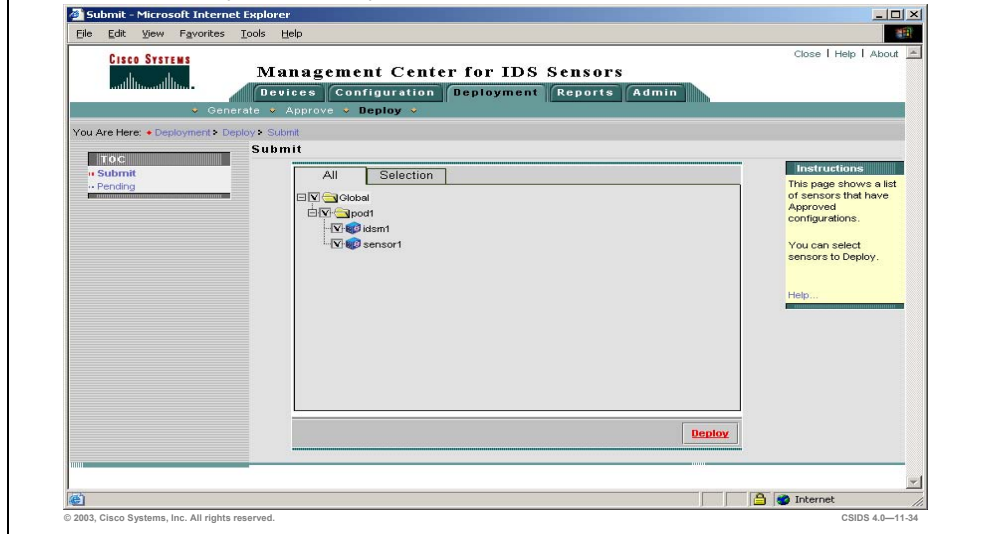 Submit - Microsoft Internet Explorer
File Edit View Favorites Tools Help
Close | Help | About
CISCO SYSTEMS
Management Center for IDS Sensors
Devices Configuration Deployment Reports Admin
Generate Approve Deploy
You Are Here: Deployment > Deploy > Submit
TOC
Submit
Pending
Submit
All Selection
Global
pod1
idsm1
sensor1
Deploy
Instructions
This page shows a list
of sensors that have
Approved
configurations.
You can select
sensors to Deploy.
Help...
Internet
© 2003, Cisco Systems, Inc. All rights reserved.
CSIDS 4.0—11-34